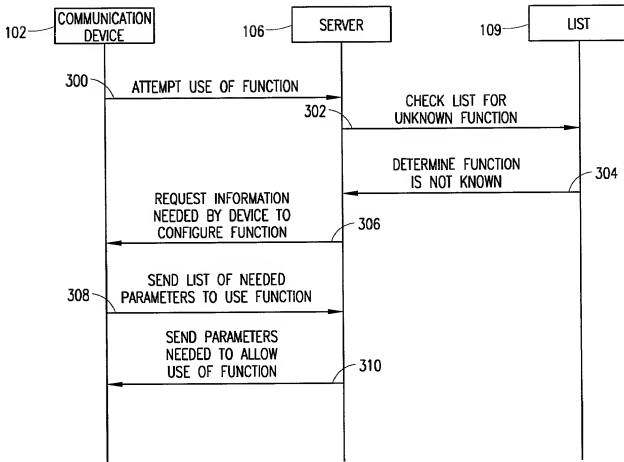 102
COMMUNICATION
DEVICE
106
SERVER
109
LIST
300
ATTEMPT USE OF FUNCTION
302
CHECK LIST FOR
UNKNOWN FUNCTION
DETERMINE FUNCTION
IS NOT KNOWN
304
REQUEST INFORMATION
NEEDED BY DEVICE TO
CONFIGURE FUNCTION
306
308
SEND LIST OF NEEDED
PARAMETERS TO USE FUNCTION
SEND PARAMETERS
NEEDED TO ALLOW
USE OF FUNCTION
310